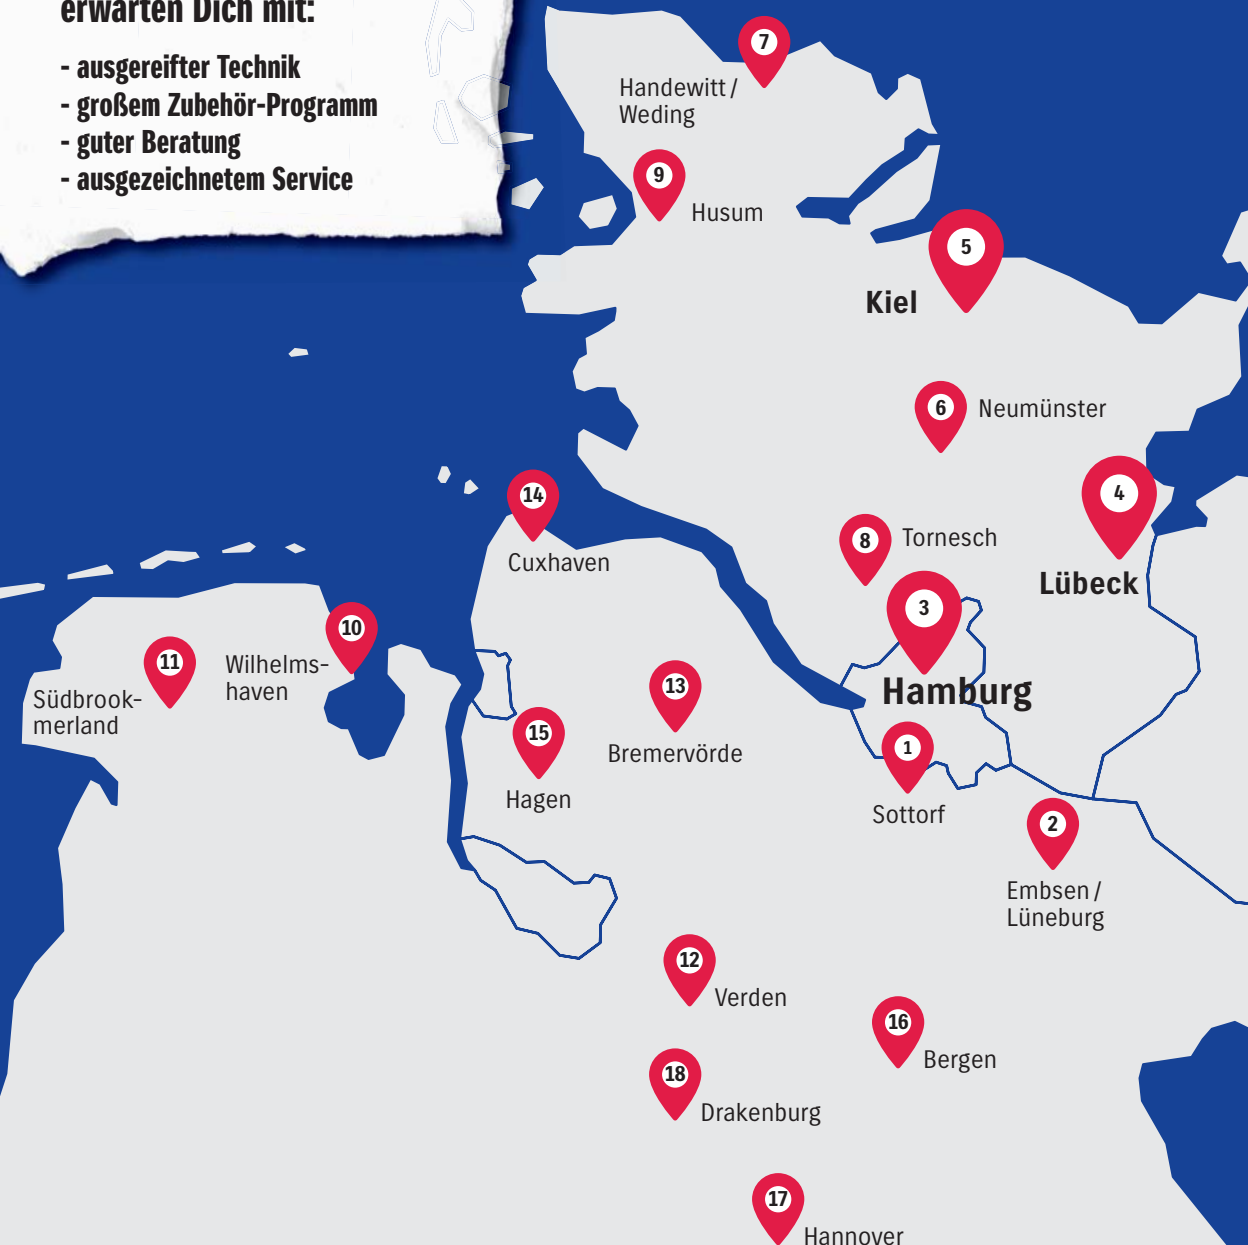 erwarten Dich mit:
- ausgereifter Technik
- großem Zubehör-Programm
- guter Beratung
- ausgezeichnetem Service
7
Handewitt /
Weding
9
Husum
5
Kiel
6
Neumünster
4
Lübeck
14
Cuxhaven
8
Tornesch
3
Hamburg
10
Wilhelms-
haven
11
Südbrook-
merland
13
Bremervörde
15
Hagen
1
Sottorf
2
Embsen /
Lüneburg
12
Verden
16
Bergen
18
Drakenburg
17
Hannover